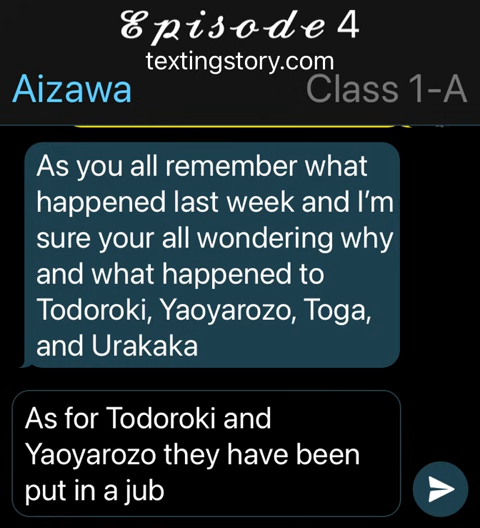 Episode 4
textingstory.com
Aizawa Class 1-A
As you all remember what
happened last week and I'm
sure your all wondering why
and what happened to
Todoroki, Yaoyarozo, Toga,
and Urakaka
As for Todoroki and
Yaoyarozo they have been
put in a jub